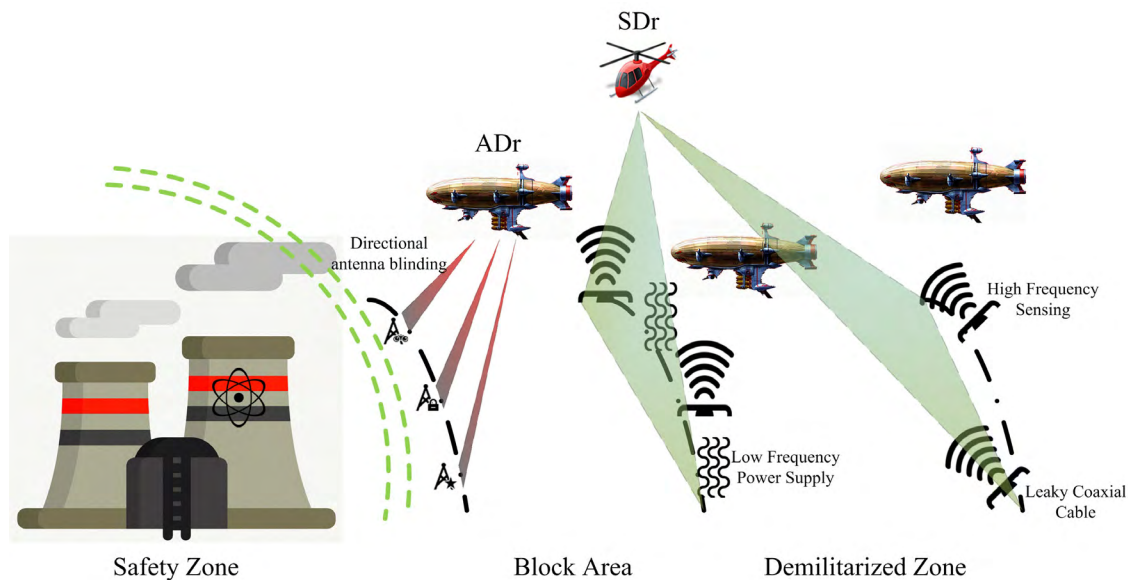 SDr
ADr
Directional
antenna blinding
High Frequency
Sensing
Low Frequency
Power Supply
Leaky Coaxial
Cable
Safety Zone
Block Area
Demilitarized Zone